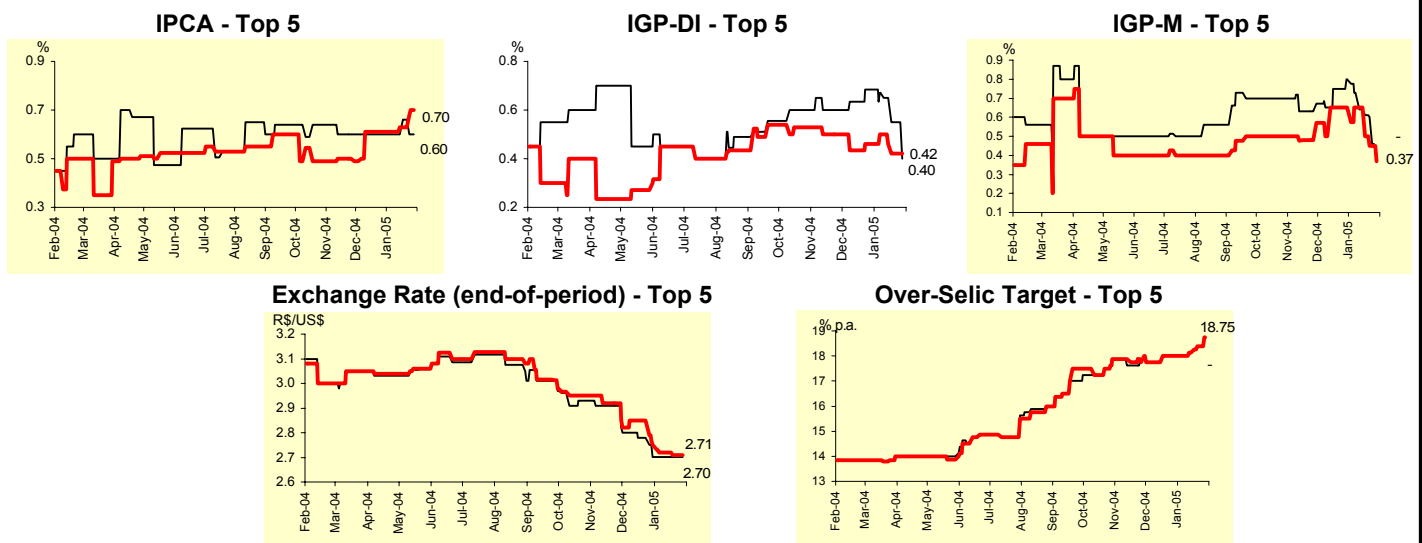 IPCA - Top 5
%
0.9
0.7
0.5
0.3
0.70
0.60
Feb-04
Mar-04
Apr-04
May-04
Jun-04
Jul-04
Aug-04
Sep-04
Oct-04
Nov-04
Dec-04
Jan-05
IGP-DI - Top 5
%
0.8
0.6
0.4
0.2
0.42
0.40
Feb-04
Mar-04
Apr-04
May-04
Jun-04
Jul-04
Aug-04
Sep-04
Oct-04
Nov-04
Dec-04
Jan-05
IGP-M - Top 5
%
0.9
0.8
0.7
0.6
0.5
0.4
0.3
0.2
0.1
-
0.37
Feb-04
Mar-04
Apr-04
May-04
Jun-04
Jul-04
Aug-04
Sep-04
Oct-04
Nov-04
Dec-04
Jan-05
Exchange Rate (end-of-period) - Top 5
R$/US$
3.2
3.1
3.0
2.9
2.8
2.7
2.6
2.71
2.70
Feb-04
Mar-04
Apr-04
May-04
Jun-04
Jul-04
Aug-04
Sep-04
Oct-04
Nov-04
Dec-04
Jan-05
Over-Selic Target - Top 5
% p.a.
19
18
17
16
15
14
13
18.75
-
Feb-04
Mar-04
Apr-04
May-04
Jun-04
Jul-04
Aug-04
Sep-04
Oct-04
Nov-04
Dec-04
Jan-05